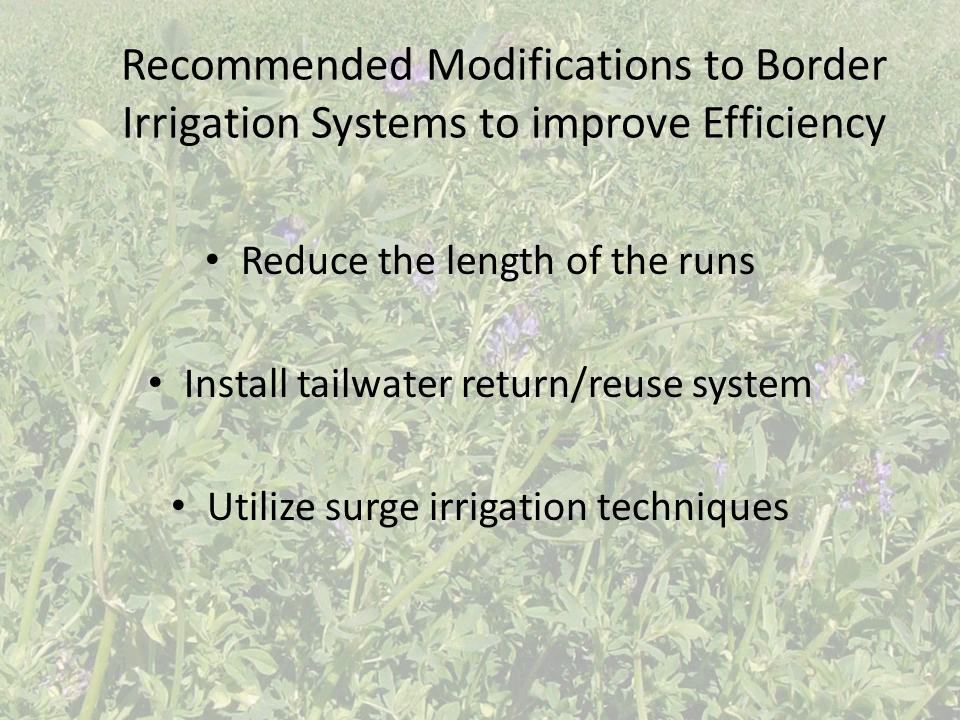 Recommended Modifications to Border
Irrigation Systems to improve Efficiency
• Reduce the length of the runs
• Install tailwater return/reuse system
• Utilize surge irrigation techniques